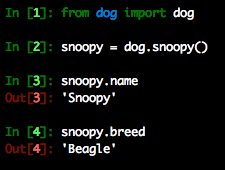 In [1]: from dog import dog
In [2]: snoopy = dog.snoopy()
In [3]: snoopy.name
Out[3]: 'Snoopy'
In [4]: snoopy.breed
Out[4]: 'Beagle'